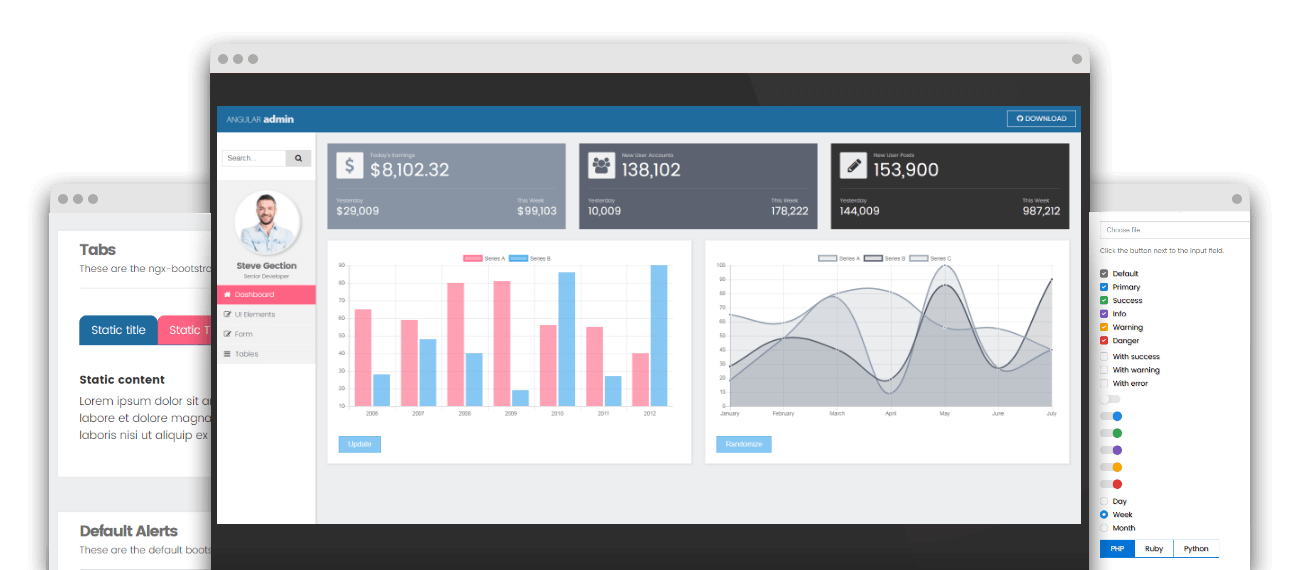 ANGULAR admin
DOWNLOAD
Search...
Steve Gection
Senior Developer
Dashboard
UI Elements
Form
Tables
Today's Earnings
$8,102.32
Yesterday This Week
$29,009 $99,103
New User Accounts
138,102
Yesterday This Week
10,009 178,222
New User Posts
153,900
Yesterday This Week
144,009 987,212
Series A Series B
90
80
70
60
50
40
30
20
10
2006 2007 2008 2009 2010 2011 2012
Update
Series A Series B Series C
100
90
80
70
60
50
40
30
20
10
0
January February March April May June July
Randomize
Tabs
These are the ngx-bootstra
Static title Static T
Static content
Lorem ipsum dolor sit a
labore et dolore magna
laboris nisi ut aliquip ex
Default Alerts
These are the default boots
Choose file
Click the button next to the input field.
Default
Primary
Success
Info
Warning
Danger
With success
With warning
With error
Day
Week
Month
PHP Ruby Python